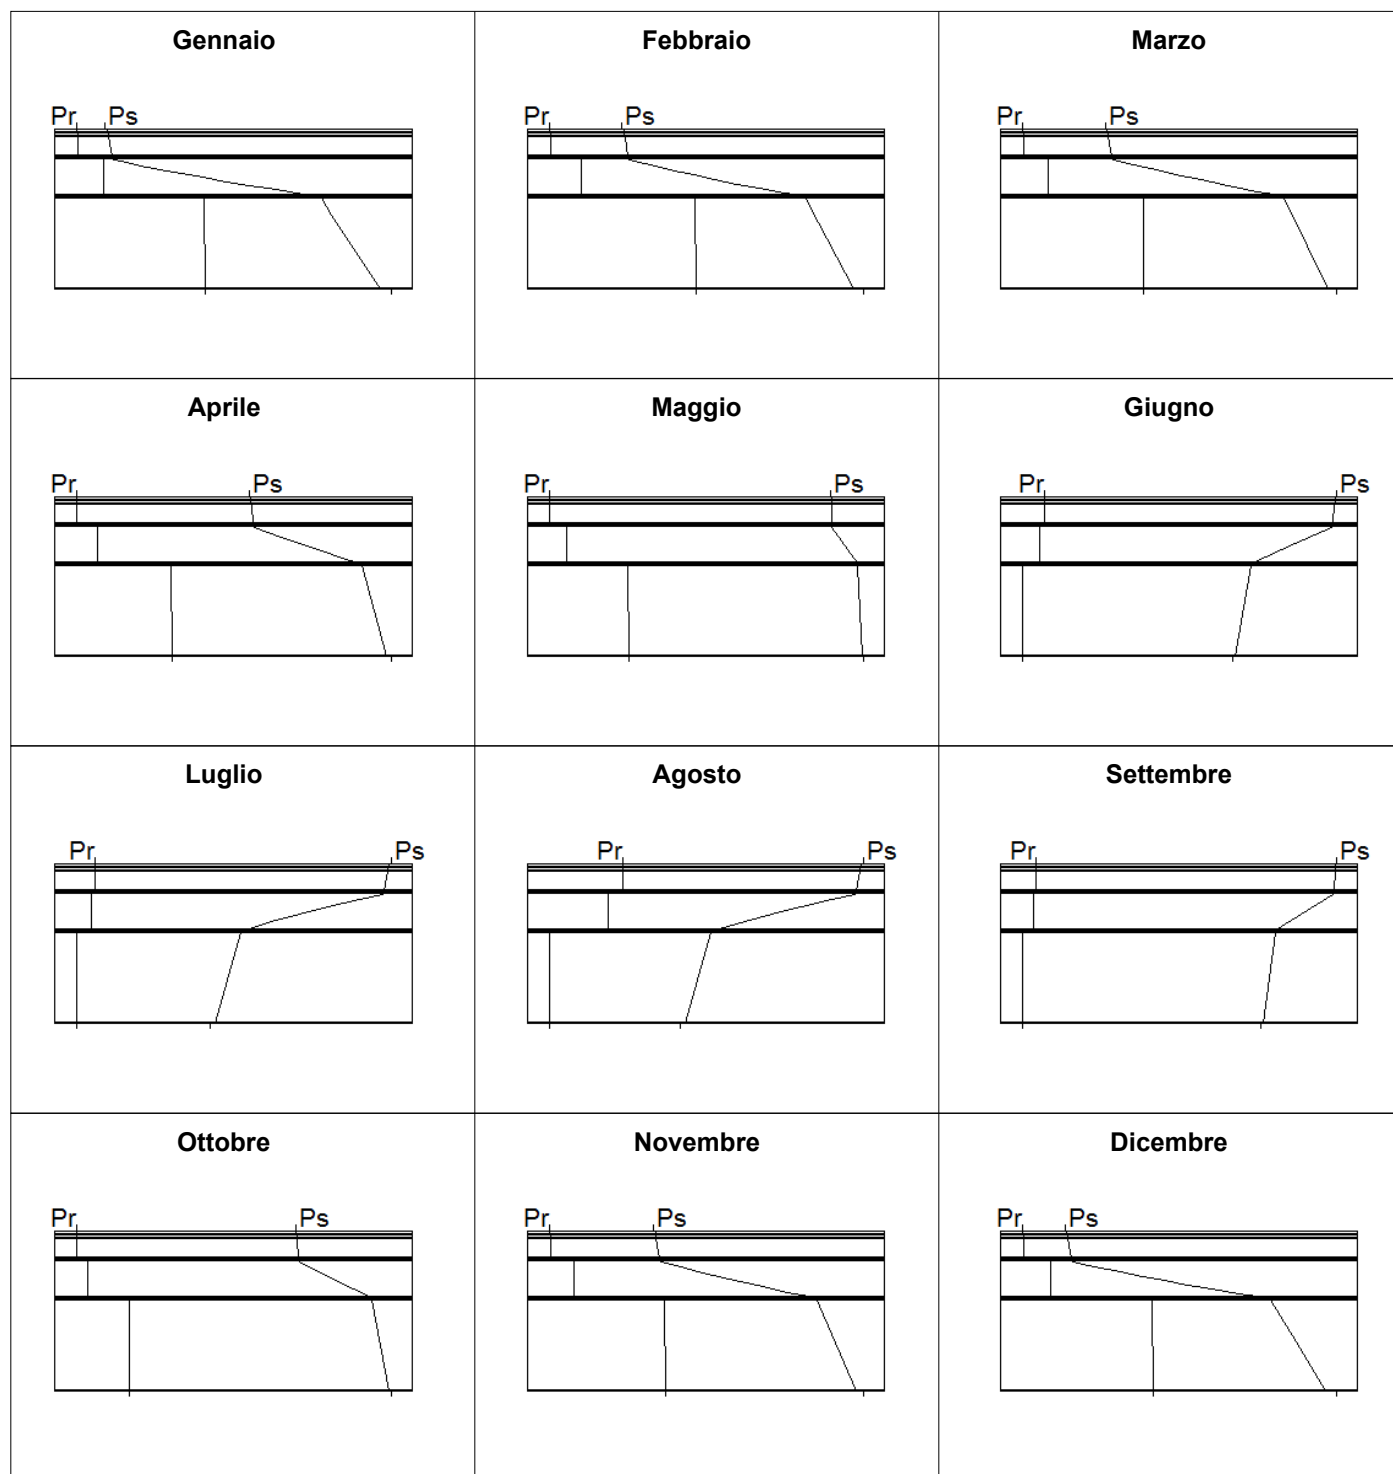 Gennaio Febbraio Marzo
Pr Ps Pr Ps Pr Ps
Aprile Maggio Giugno
Pr Ps Pr Ps Pr Ps
Luglio Agosto Settembre
Pr Ps Pr Ps Pr Ps
Ottobre Novembre Dicembre
Pr Ps Pr Ps Pr Ps